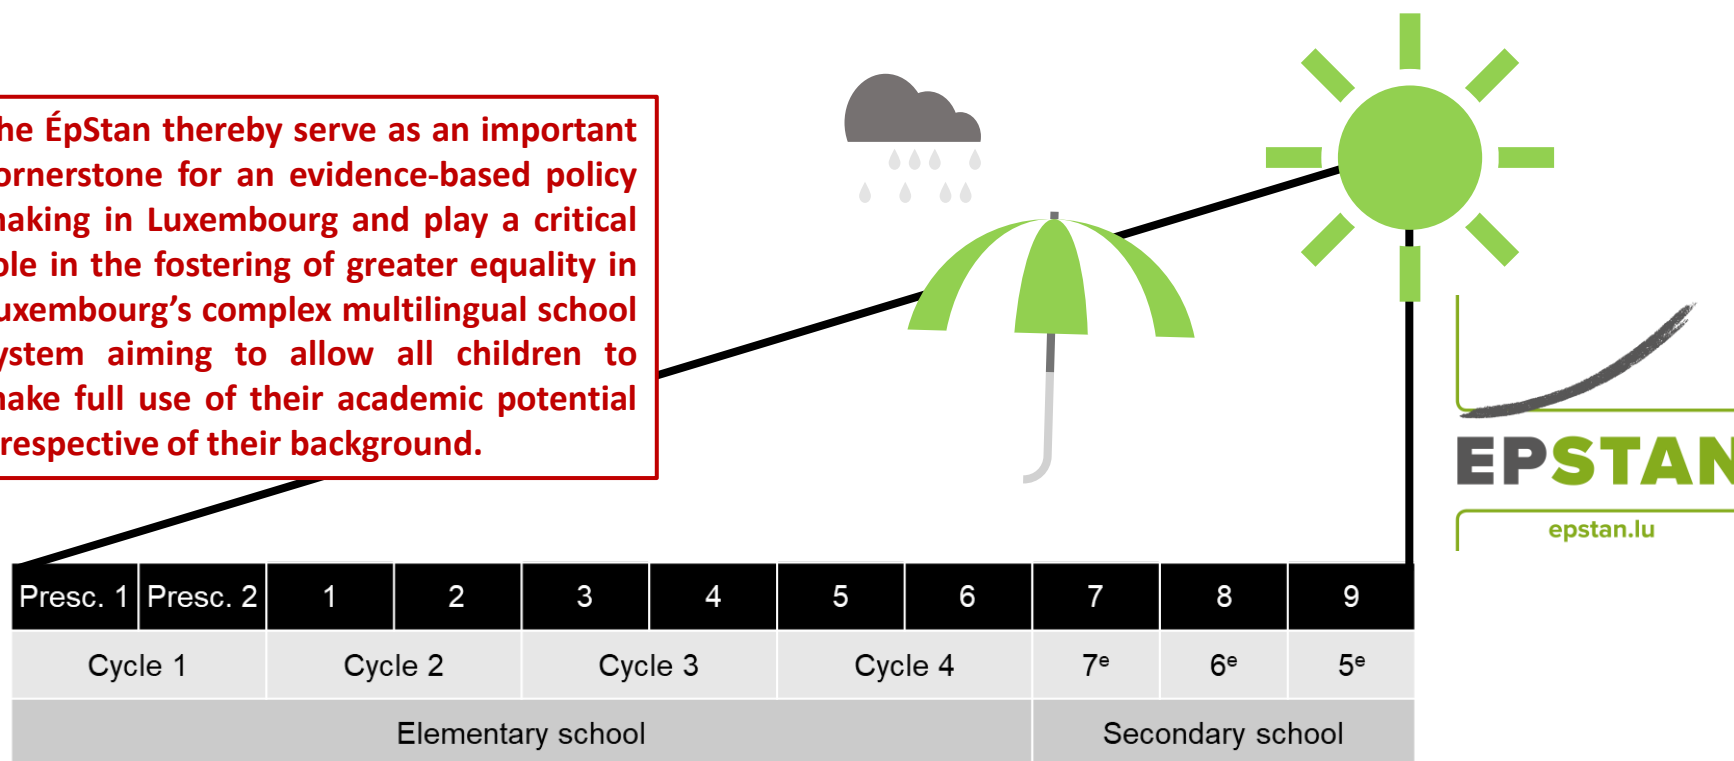 he ÉpStan thereby serve as an important
ornerstone for an evidence-based policy
naking in Luxembourg and play a critical
ole in the fostering of greater equality in
uxembourg’s complex multilingual school
ystem aiming to allow all children to
nake full use of their academic potential
respective of their background.
EPSTAN
epstan.lu
Presc. 1 Presc. 2 1 2 3 4 5 6 7 8 9
Cycle 1 Cycle 2 Cycle 3 Cycle 4 7ᵉ 6ᵉ 5ᵉ
Elementary school Secondary school